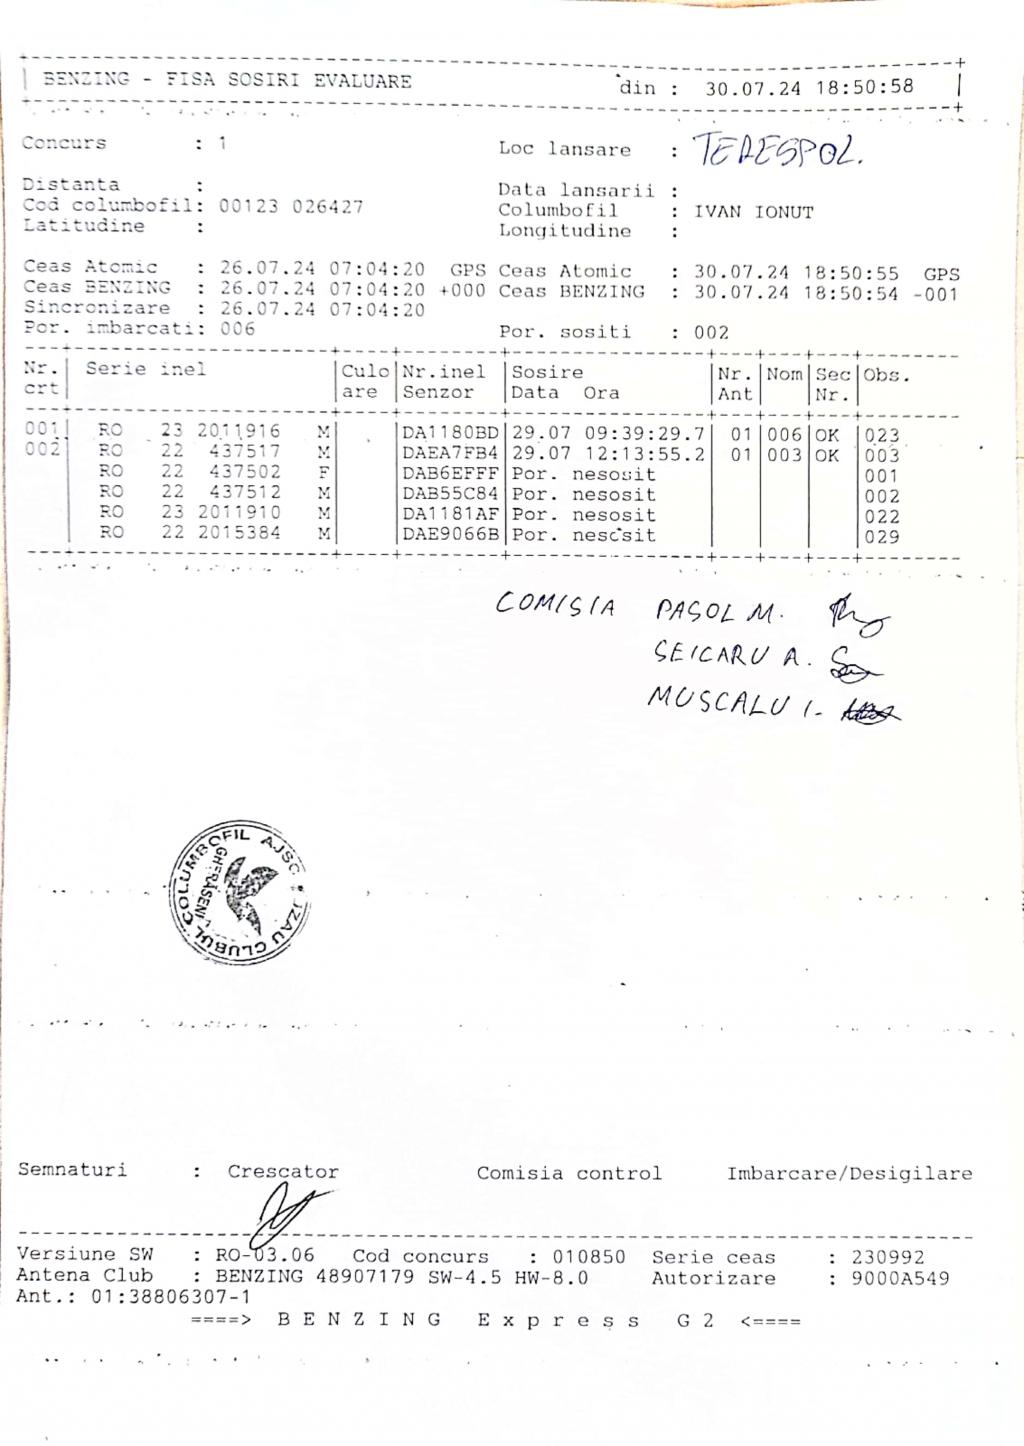 BENZING - FISA SOSIRI EVALUARE din : 30.07.24 18:50:58
Concurs : 1 Loc lansare : TERESPOL.
Distanta : Data lansarii :
Cod columbofil: 00123 026427 Columbofil : IVAN IONUT
Latitudine : Longitudine :
Ceas Atomic : 26.07.24 07:04:20 GPS Ceas Atomic : 30.07.24 18:50:55 GPS
Ceas BENZING : 26.07.24 07:04:20 +000 Ceas BENZING : 30.07.24 18:50:54 -001
Sincronizare : 26.07.24 07:04:20
Por. imbarcati: 006 Por. sositi : 002
Nr. Serie inel Culo Nr.inel Sosire Nr. Nom Sec Obs.
crt are Senzor Data Ora Ant Nr.
001 RO 23 2011916 M DA1180BD 29.07 09:39:29.7 01 006 OK 023
002 RO 22 437517 M DAEA7FB4 29.07 12:13:55.2 01 003 OK 003
RO 22 437502 F DAB6EFFF Por. nesosit 001
RO 22 437512 M DAB55C84 Por. nesosit 002
RO 23 2011910 M DA1181AF Por. nesosit 022
RO 22 2015384 M DAE9066B Por. nesosit 029
COMISIA PASOL M.
SEICARU A.
MUSCALU I.
CLUBUL COLUMBOFIL AJSC IZAU
GHERASENI
Semnaturi : Crescator Comisia control Imbarcare/Desigilare
Versiune SW : RO-03.06 Cod concurs : 010850 Serie ceas : 230992
Antena Club : BENZING 48907179 SW-4.5 HW-8.0 Autorizare : 9000A549
Ant.: 01:38806307-1
====> BENZING Express G2 <====